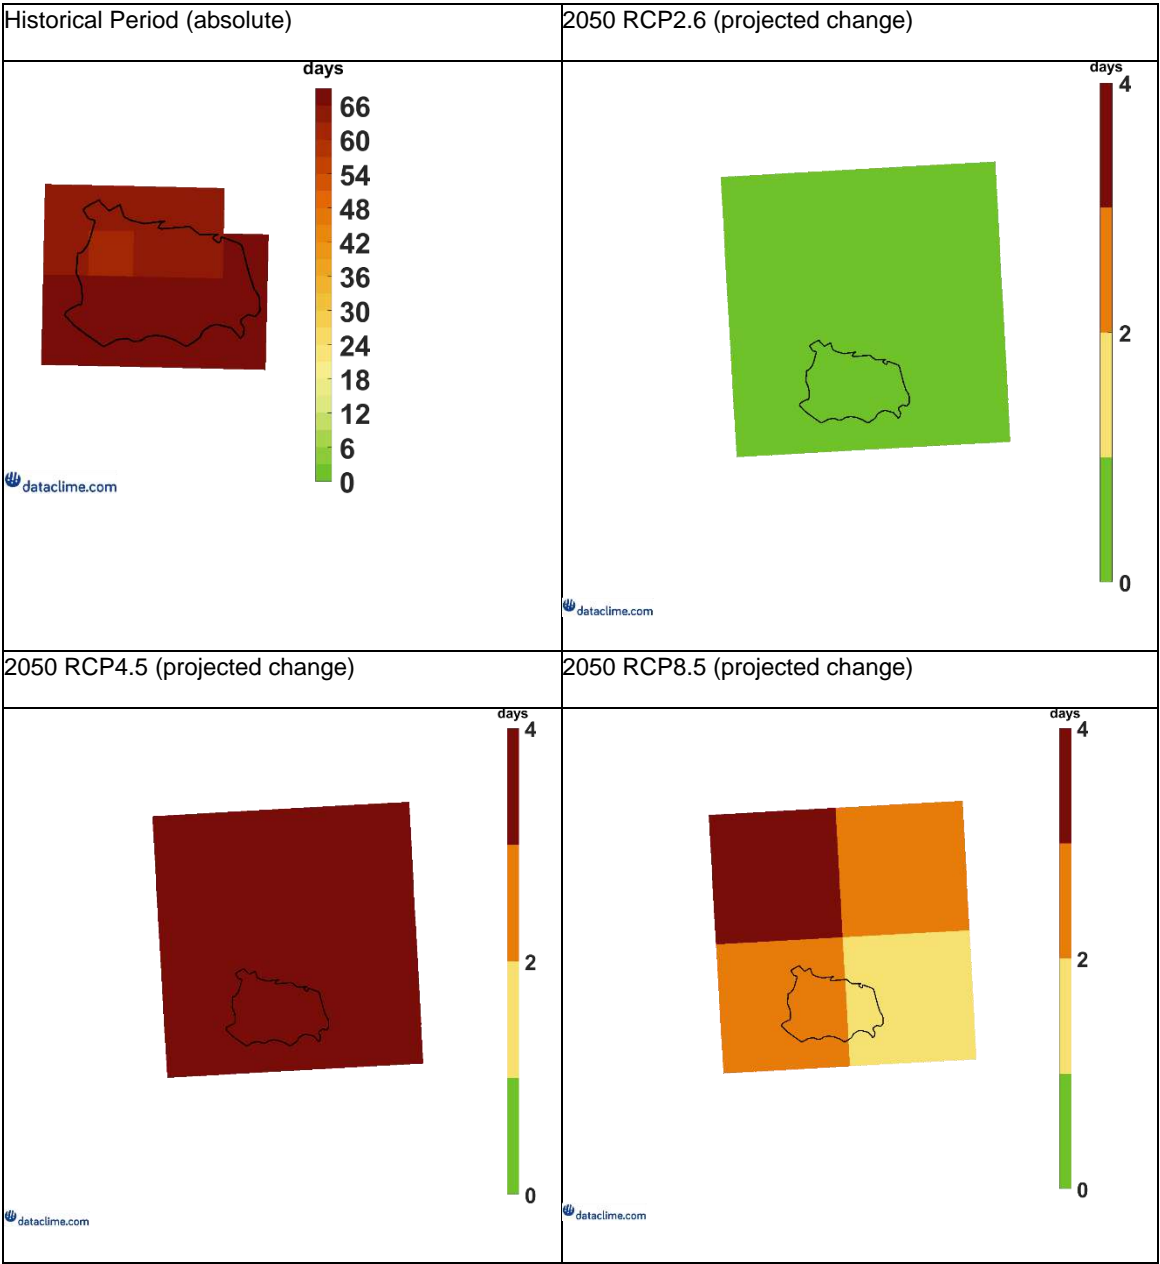 Historical Period (absolute)
2050 RCP2.6 (projected change)
days
66
60
54
48
42
36
30
24
18
12
6
0
dataclime.com
days
4
2
0
dataclime.com
2050 RCP4.5 (projected change)
2050 RCP8.5 (projected change)
days
4
2
0
dataclime.com
days
4
2
0
dataclime.com